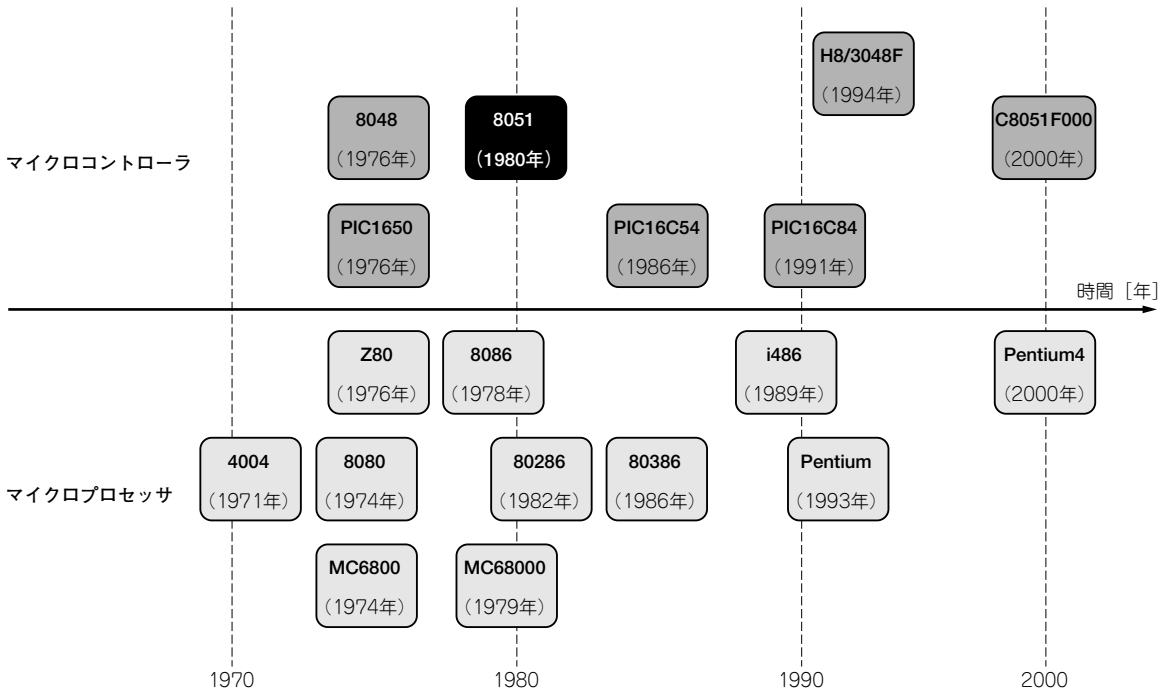 H8/3048F
（1994年）
8048
（1976年）
8051
（1980年）
C8051F000
（2000年）
マイクロコントローラ
PIC1650
（1976年）
PIC16C54
（1986年）
PIC16C84
（1991年）
時間［年］
Z80
（1976年）
8086
（1978年）
i486
（1989年）
Pentium4
（2000年）
マイクロプロセッサ
4004
（1971年）
8080
（1974年）
80286
（1982年）
80386
（1986年）
Pentium
（1993年）
MC6800
（1974年）
MC68000
（1979年）
1970
1980
1990
2000